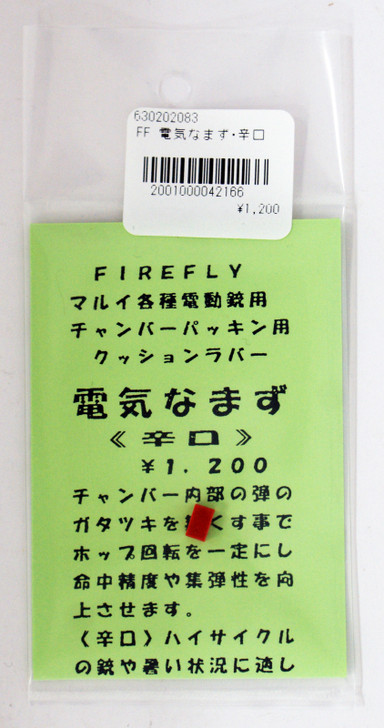 630202083
FF 電気なまず・辛口
2001000042166
¥1,200
FIREFLY
マルイ各種電動銃用
チャンバーパッキン用
クッションラバー
電気なまず
《辛口》
¥1.200
チャンバー内部の弾の
ガタツキを くす事で
ホップ回転を一定にし
命中精度や集弾性を向
上させます。
〈辛口〉ハイサイクル
の銃や暑い状況に適し